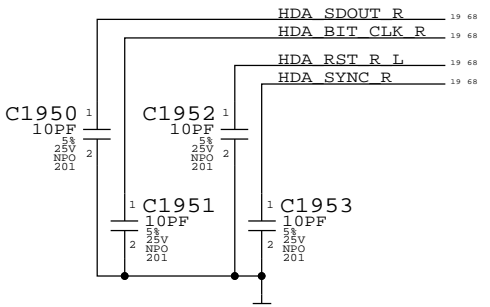 HDA_SDOUT_R 19 68
HDA_BIT_CLK_R 19 68
HDA_RST_R_L 19 68
HDA_SYNC_R 19 68
C1950 1
10PF
5%
25V
NPO
201
2
C1952 1
10PF
5%
25V
NPO
201
2
1 C1951
10PF
5%
25V
NPO
201
2
1 C1953
10PF
5%
25V
NPO
201
2